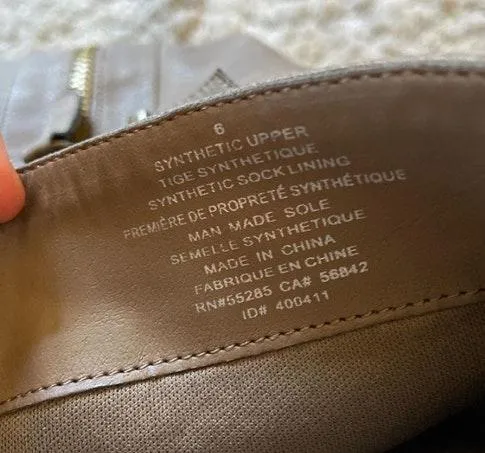 6
SYNTHETIC UPPER
TIGE SYNTHETIQUE
SYNTHETIC SOCK LINING
PREMIÈRE DE PROPRETÉ SYNTHÉTIQUE
MAN MADE SOLE
SEMELLE SYNTHETIQUE
MADE IN CHINA
FABRIQUE EN CHINE
RN#55285 CA# 56842
ID# 400411